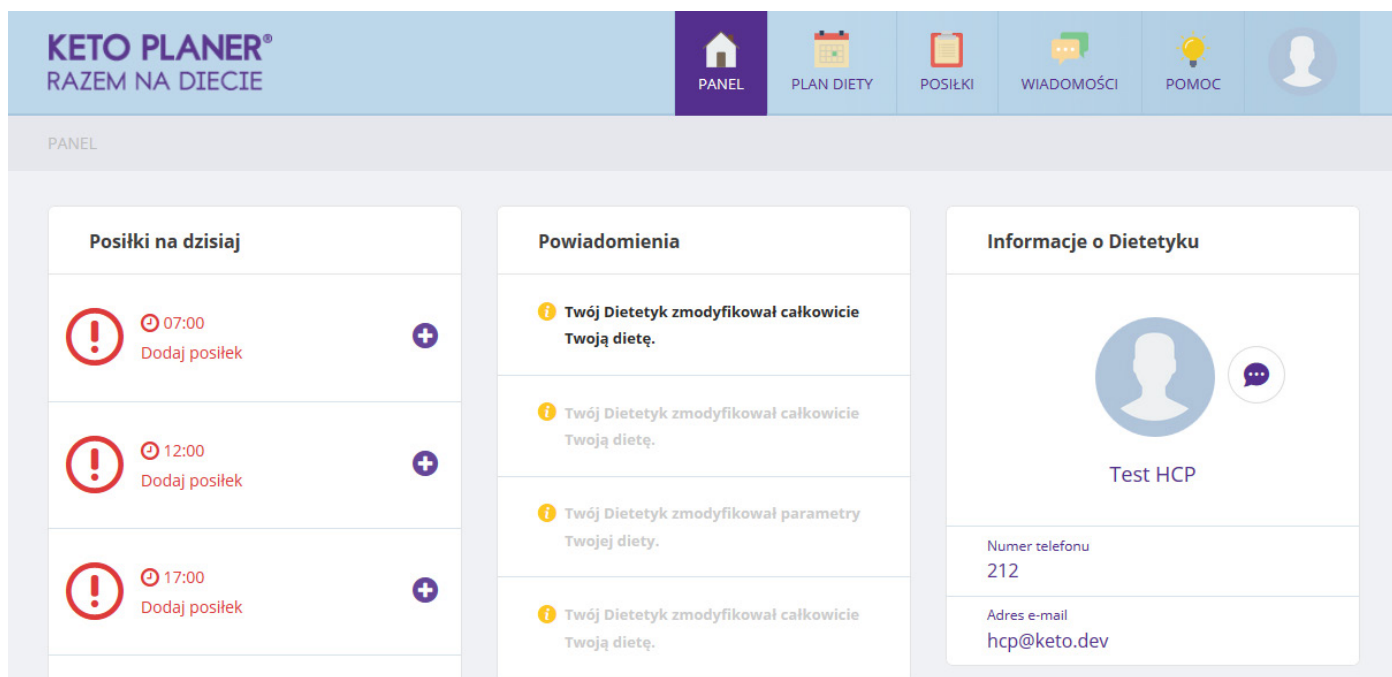 KETO PLANER®
RAZEM NA DIECIE
PANEL
PLAN DIETY
POSIŁKI
WIADOMOŚCI
POMOC
PANEL
Posiłki na dzisiaj
07:00
Dodaj posiłek
12:00
Dodaj posiłek
17:00
Dodaj posiłek
Powiadomienia
Twój Dietetyk zmodyfikował całkowicie
Twoją dietę.
Twój Dietetyk zmodyfikował całkowicie
Twoją dietę.
Twój Dietetyk zmodyfikował parametry
Twojej diety.
Twój Dietetyk zmodyfikował całkowicie
Twoją dietę.
Informacje o Dietetyku
Test HCP
Numer telefonu
212
Adres e-mail
hcp@keto.dev